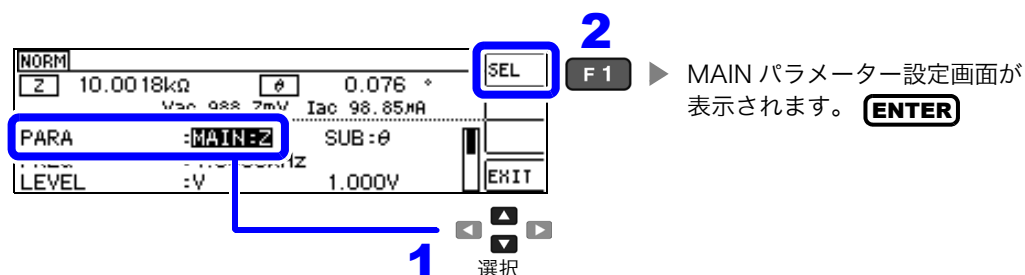 2
NORM
SEL
F 1
MAIN パラメーター設定画面が
表示されます。 ENTER
Z 10.0018kΩ θ 0.076 °
Iac 98.85µA
PARA :MAIN:Z SUB:θ
LEVEL :V 1.000V
EXIT
1
選択